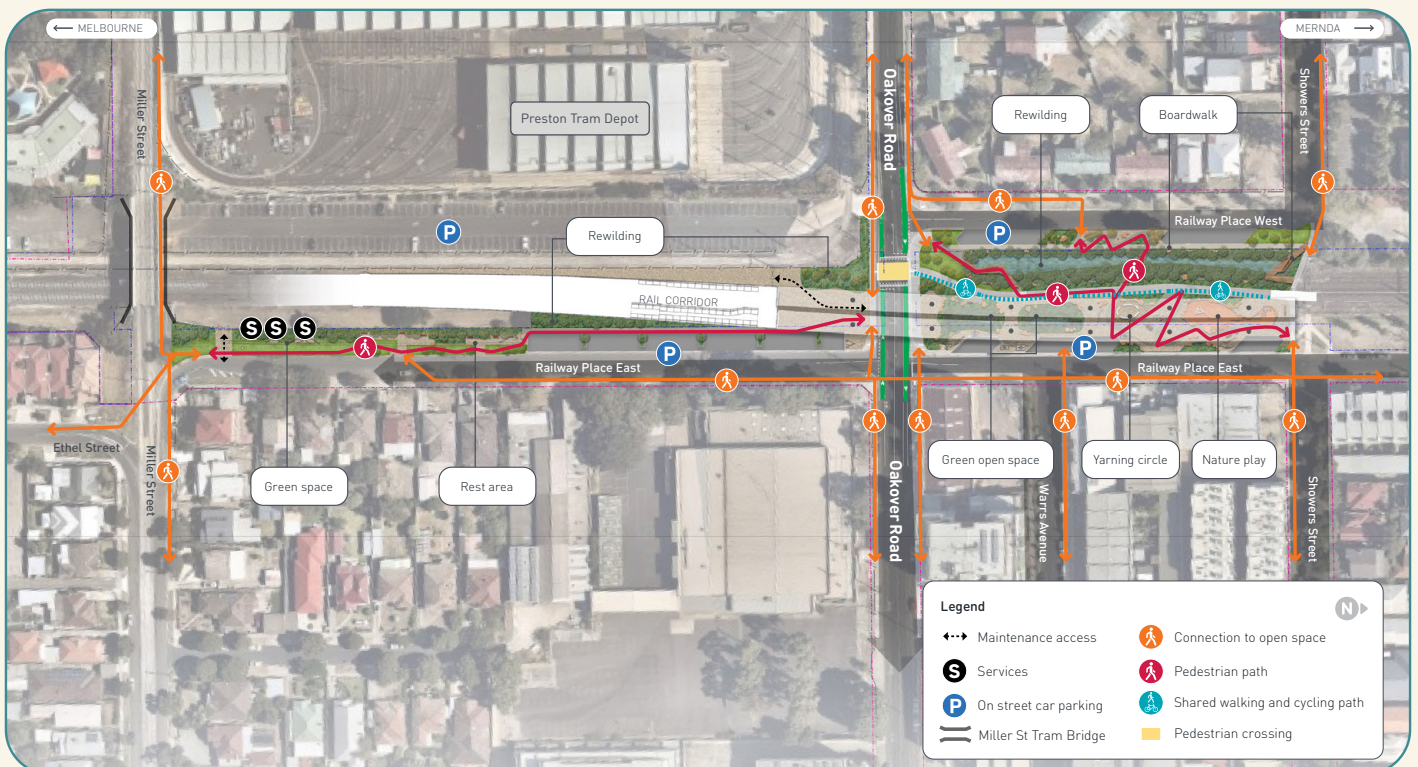 ← MELBOURNE
MERNDA →
Miller Street
Preston Tram Depot
Oakover Road
Rewilding
Boardwalk
Showers Street
P
Rewilding
P
Railway Place West
RAIL CORRIDOR
S S S
P
P
Railway Place East
Railway Place East
Ethel Street
Miller Street
Green space
Rest area
Oakover Road
Green open space
Warrs Avenue
Yarning circle
Nature play
Showers Street
Legend
N
Maintenance access
Connection to open space
S Services
Pedestrian path
P On street car parking
Shared walking and cycling path
Miller St Tram Bridge
Pedestrian crossing